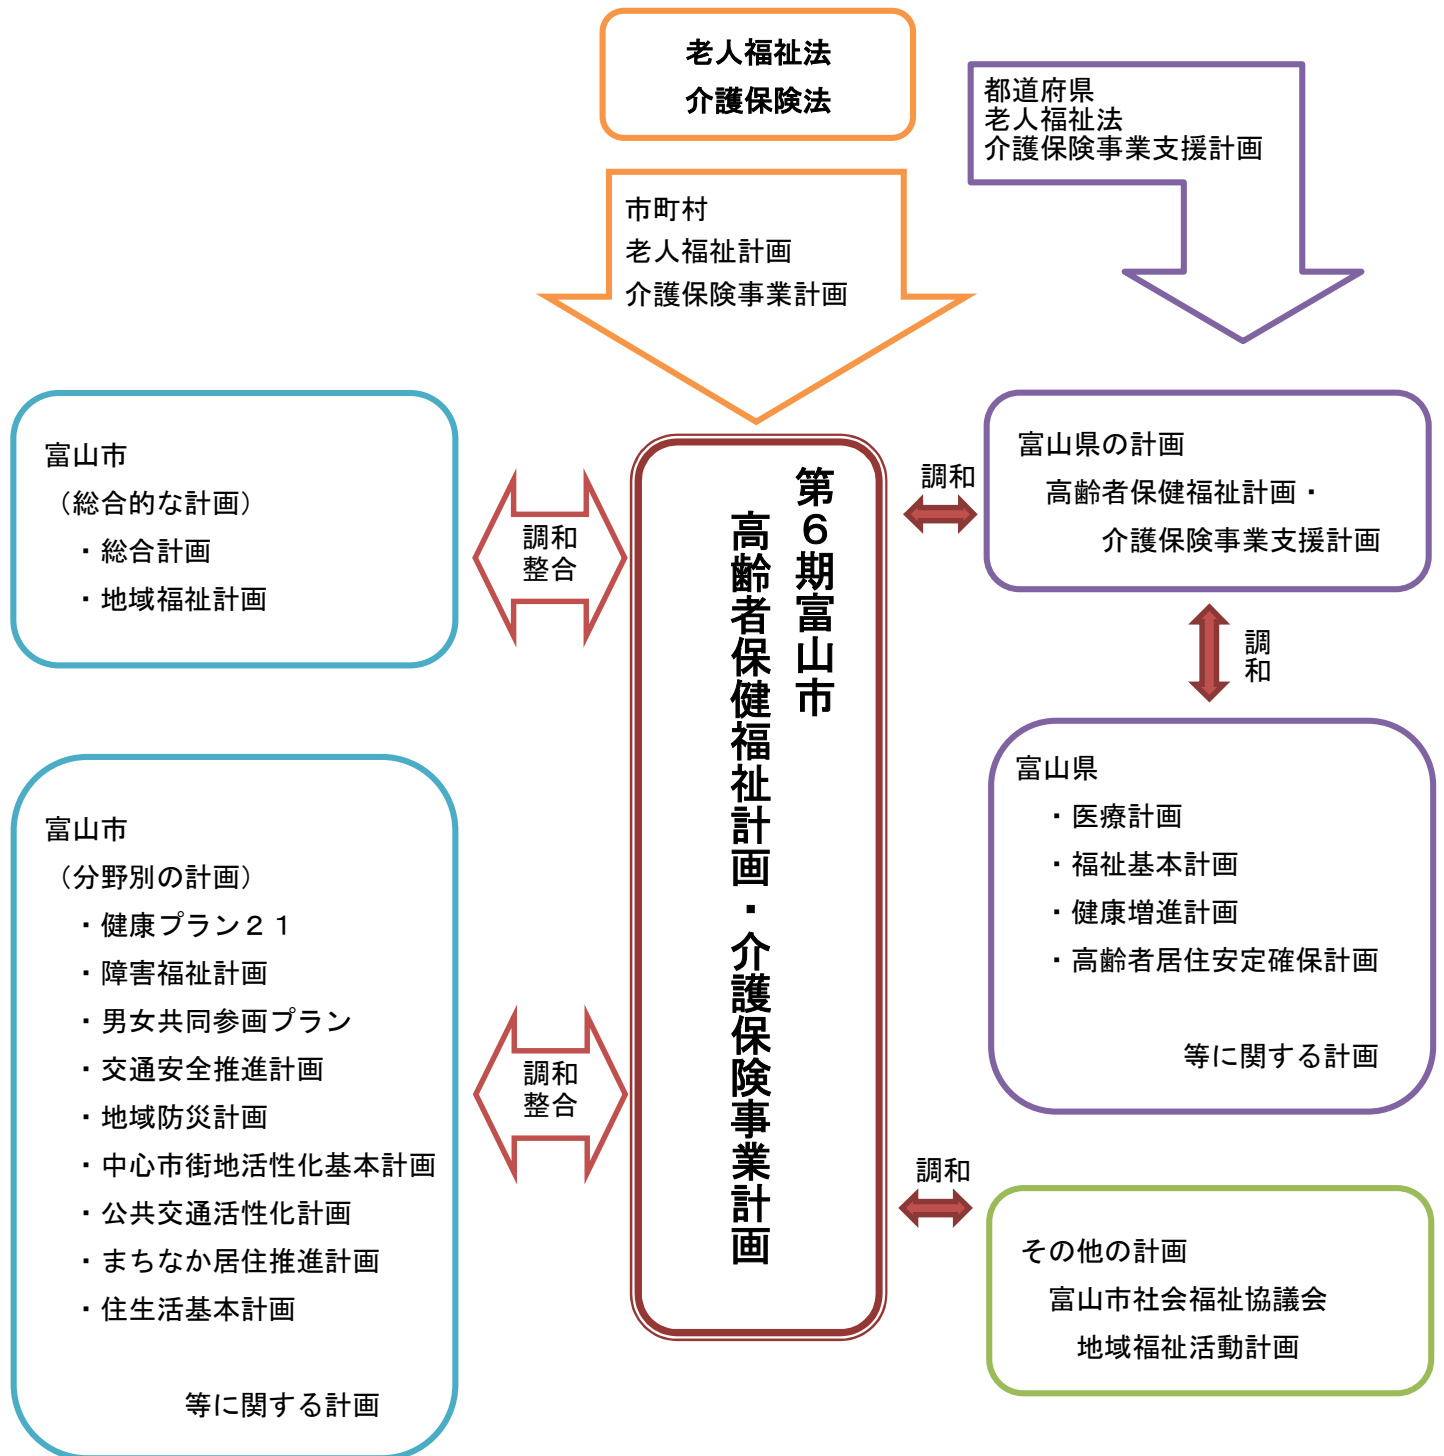 老人福祉法
介護保険法
都道府県
老人福祉法
介護保険事業支援計画
市町村
老人福祉計画
介護保険事業計画
富山市
（総合的な計画）
・総合計画
・地域福祉計画
調和
整合
第６期富山市
高齢者保健福祉計画・介護保険事業計画
調和
富山県の計画
高齢者保健福祉計画・
介護保険事業支援計画
調
和
富山県
・医療計画
・福祉基本計画
・健康増進計画
・高齢者居住安定確保計画
等に関する計画
富山市
（分野別の計画）
・健康プラン２１
・障害福祉計画
・男女共同参画プラン
・交通安全推進計画
・地域防災計画
・中心市街地活性化基本計画
・公共交通活性化計画
・まちなか居住推進計画
・住生活基本計画
等に関する計画
調和
整合
調和
その他の計画
富山市社会福祉協議会
地域福祉活動計画